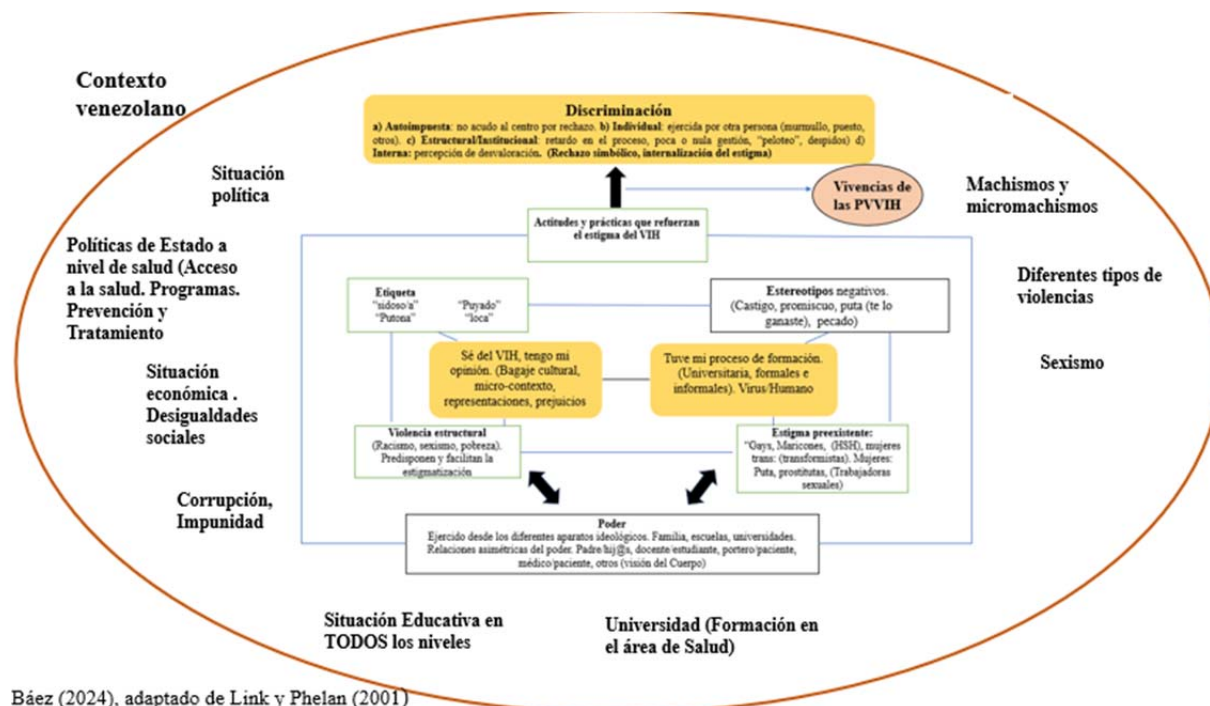 Contexto
venezolano
Discriminación
a) Autoimpuesta: no acudo al centro por rechazo. b) Individual: ejercida por otra persona (murmullo, puesto,
otros). c) Estructural/Institucional: retardo en el proceso, poca o nula gestión, "peloteo", despidos) d)
Interna: percepción de desvaloración. (Rechazo simbólico, internalización del estigma)
Situación
política
Vivencias de
las PVVIH
Machismos y
micromachismos
Actitudes y prácticas que refuerzan
el estigma del VIH
Políticas de Estado a
nivel de salud (Acceso
a la salud. Programas.
Prevención y
Tratamiento
Diferentes tipos de
violencias
Etiqueta
"sidoso/a" "Puyado"
"Putona" "loca"
Estereotipos negativos.
(Castigo, promiscuo, puta (te lo
ganaste), pecado)
Sé del VIH, tengo mi
opinión. (Bagaje cultural,
micro-contexto,
representaciones, prejuicios
Tuve mi proceso de formación.
(Universitaria, formales e
informales). Virus/Humano
Sexismo
Situación
económica .
Desigualdades
sociales
Violencia estructural
(Racismo, sexismo, pobreza).
Predisponen y facilitan la
estigmatización
Estigma preexistente:
"Gays, Maricones, (HSH), mujeres
trans: (transformistas). Mujeres:
Puta, prostitutas, (Trabajadoras
sexuales)
Corrupción,
Impunidad
Poder
Ejercido desde los diferentes aparatos ideológicos. Familia, escuelas, universidades.
Relaciones asimétricas del poder. Padre/hij@s, docente/estudiante, portero/paciente,
médico/paciente, otros (visión del Cuerpo)
Situación Educativa en
TODOS los niveles
Universidad (Formación en
el área de Salud)
Báez (2024), adaptado de Link y Phelan (2001)